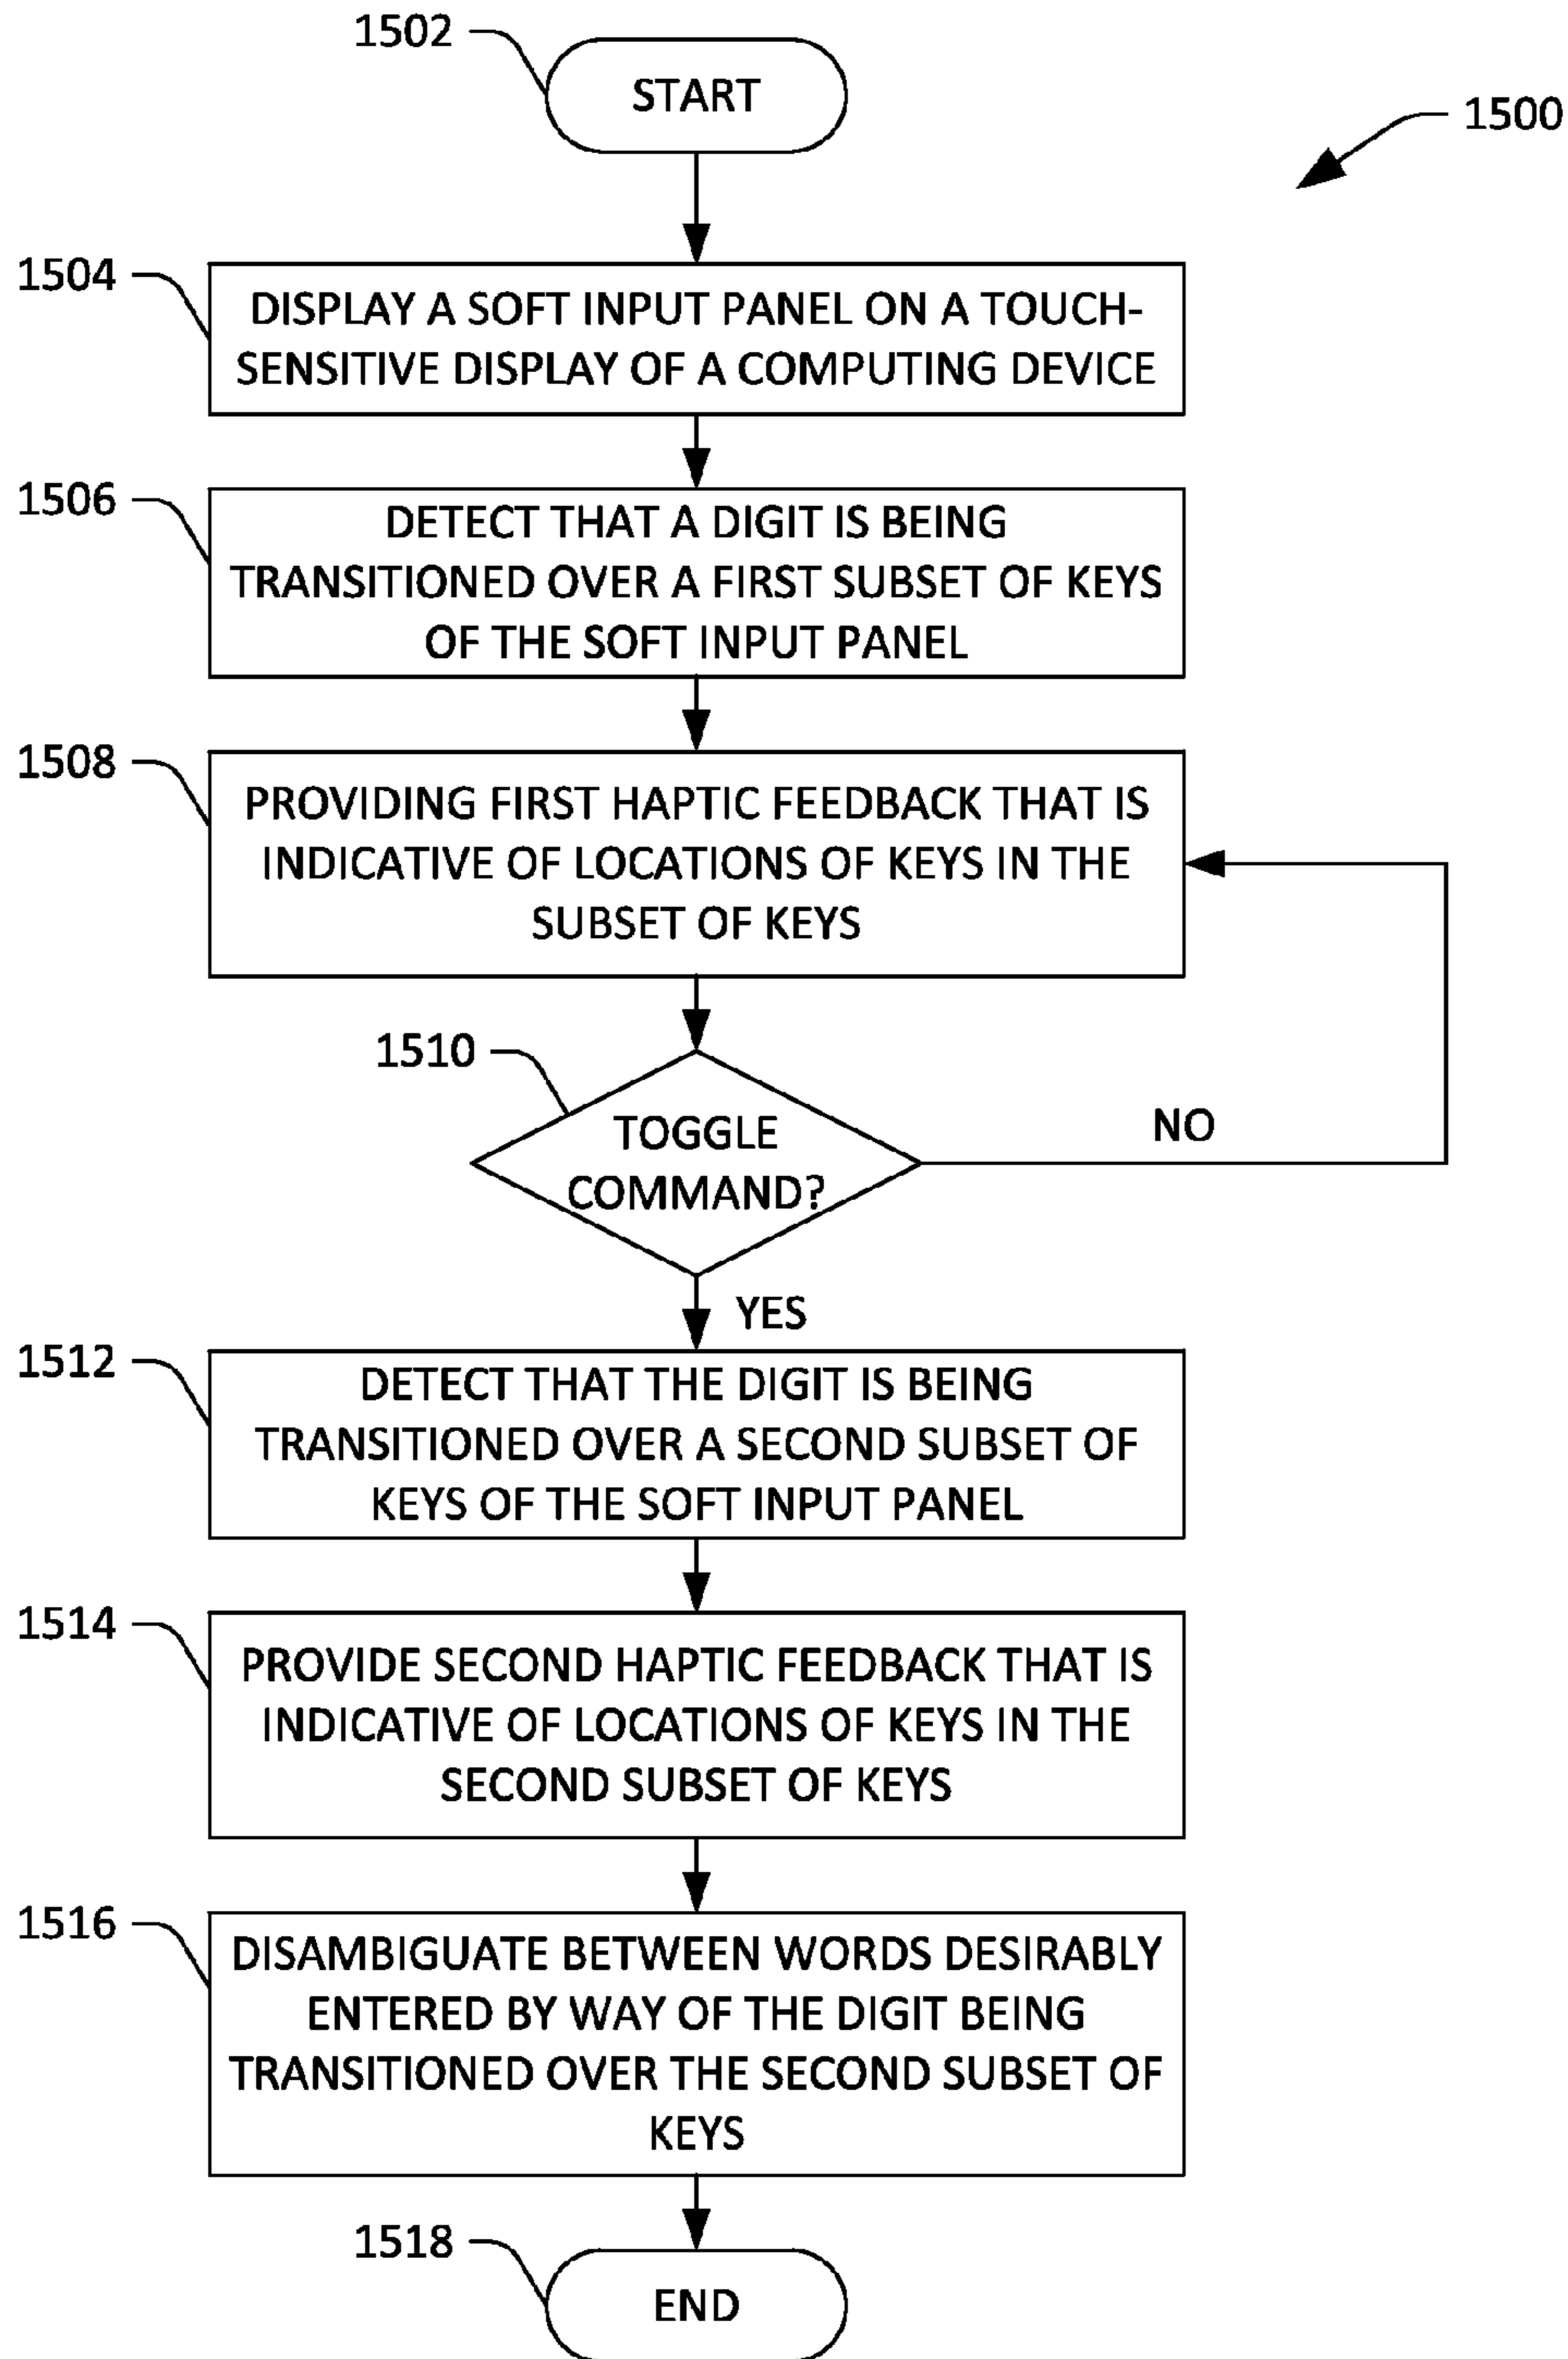 1502
START
1500
1504
DISPLAY A SOFT INPUT PANEL ON A TOUCH-
SENSITIVE DISPLAY OF A COMPUTING DEVICE
1506
DETECT THAT A DIGIT IS BEING
TRANSITIONED OVER A FIRST SUBSET OF KEYS
OF THE SOFT INPUT PANEL
1508
PROVIDING FIRST HAPTIC FEEDBACK THAT IS
INDICATIVE OF LOCATIONS OF KEYS IN THE
SUBSET OF KEYS
1510
TOGGLE
COMMAND?
NO
YES
1512
DETECT THAT THE DIGIT IS BEING
TRANSITIONED OVER A SECOND SUBSET OF
KEYS OF THE SOFT INPUT PANEL
1514
PROVIDE SECOND HAPTIC FEEDBACK THAT IS
INDICATIVE OF LOCATIONS OF KEYS IN THE
SECOND SUBSET OF KEYS
1516
DISAMBIGUATE BETWEEN WORDS DESIRABLY
ENTERED BY WAY OF THE DIGIT BEING
TRANSITIONED OVER THE SECOND SUBSET OF
KEYS
1518
END